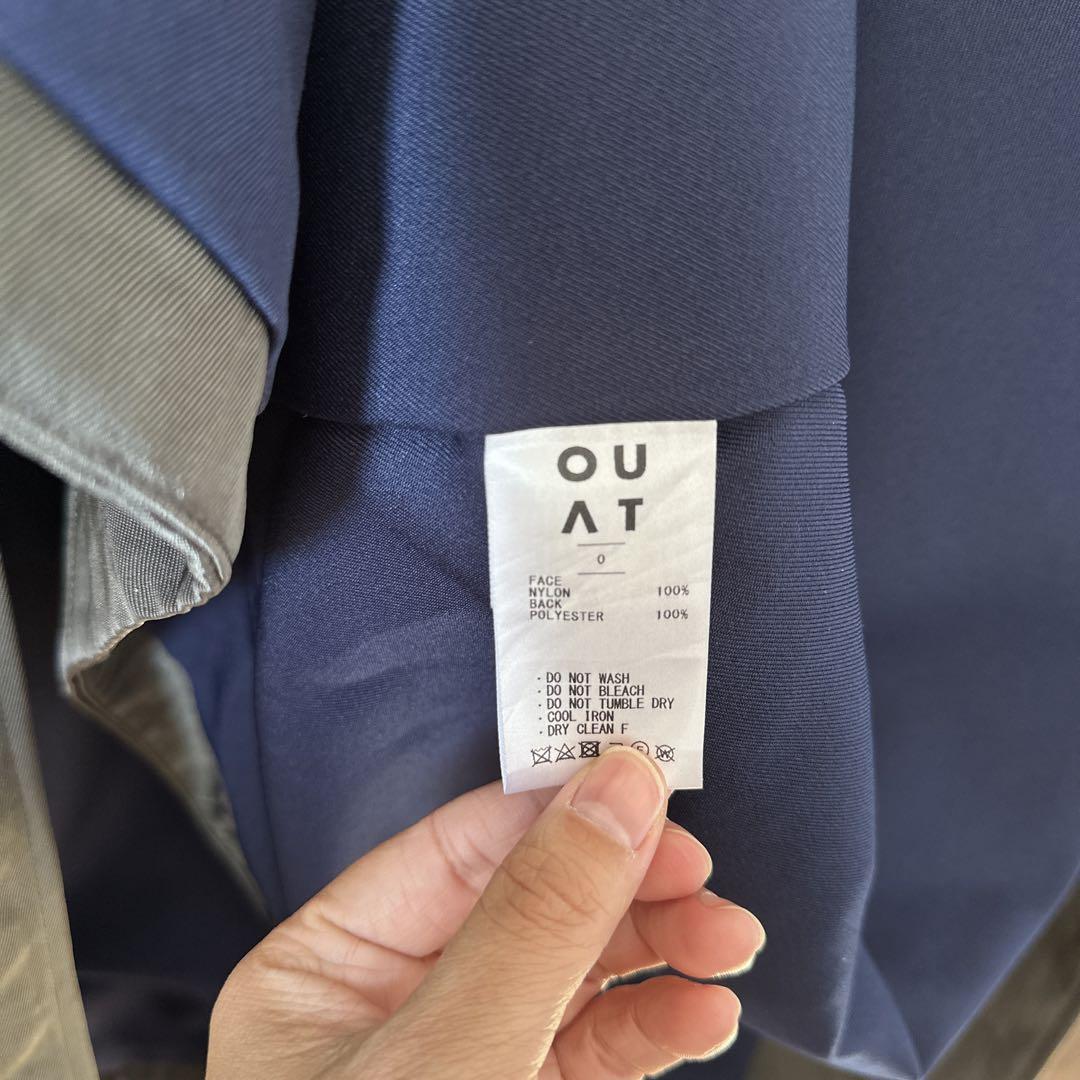 OU
ΛT
0
FACE
NYLON 100%
BACK
POLYESTER 100%
・DO NOT WASH
・DO NOT BLEACH
・DO NOT TUMBLE DRY
・COOL IRON
・DRY CLEAN F